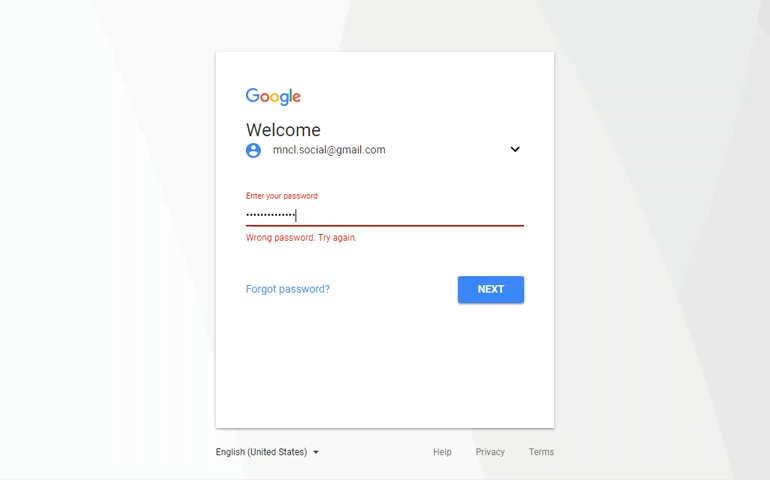 Google
Welcome
mncl.social@gmail.com
Enter your password
••••••••••••••
Wrong password. Try again.
Forgot password? NEXT
English (United States) Help Privacy Terms